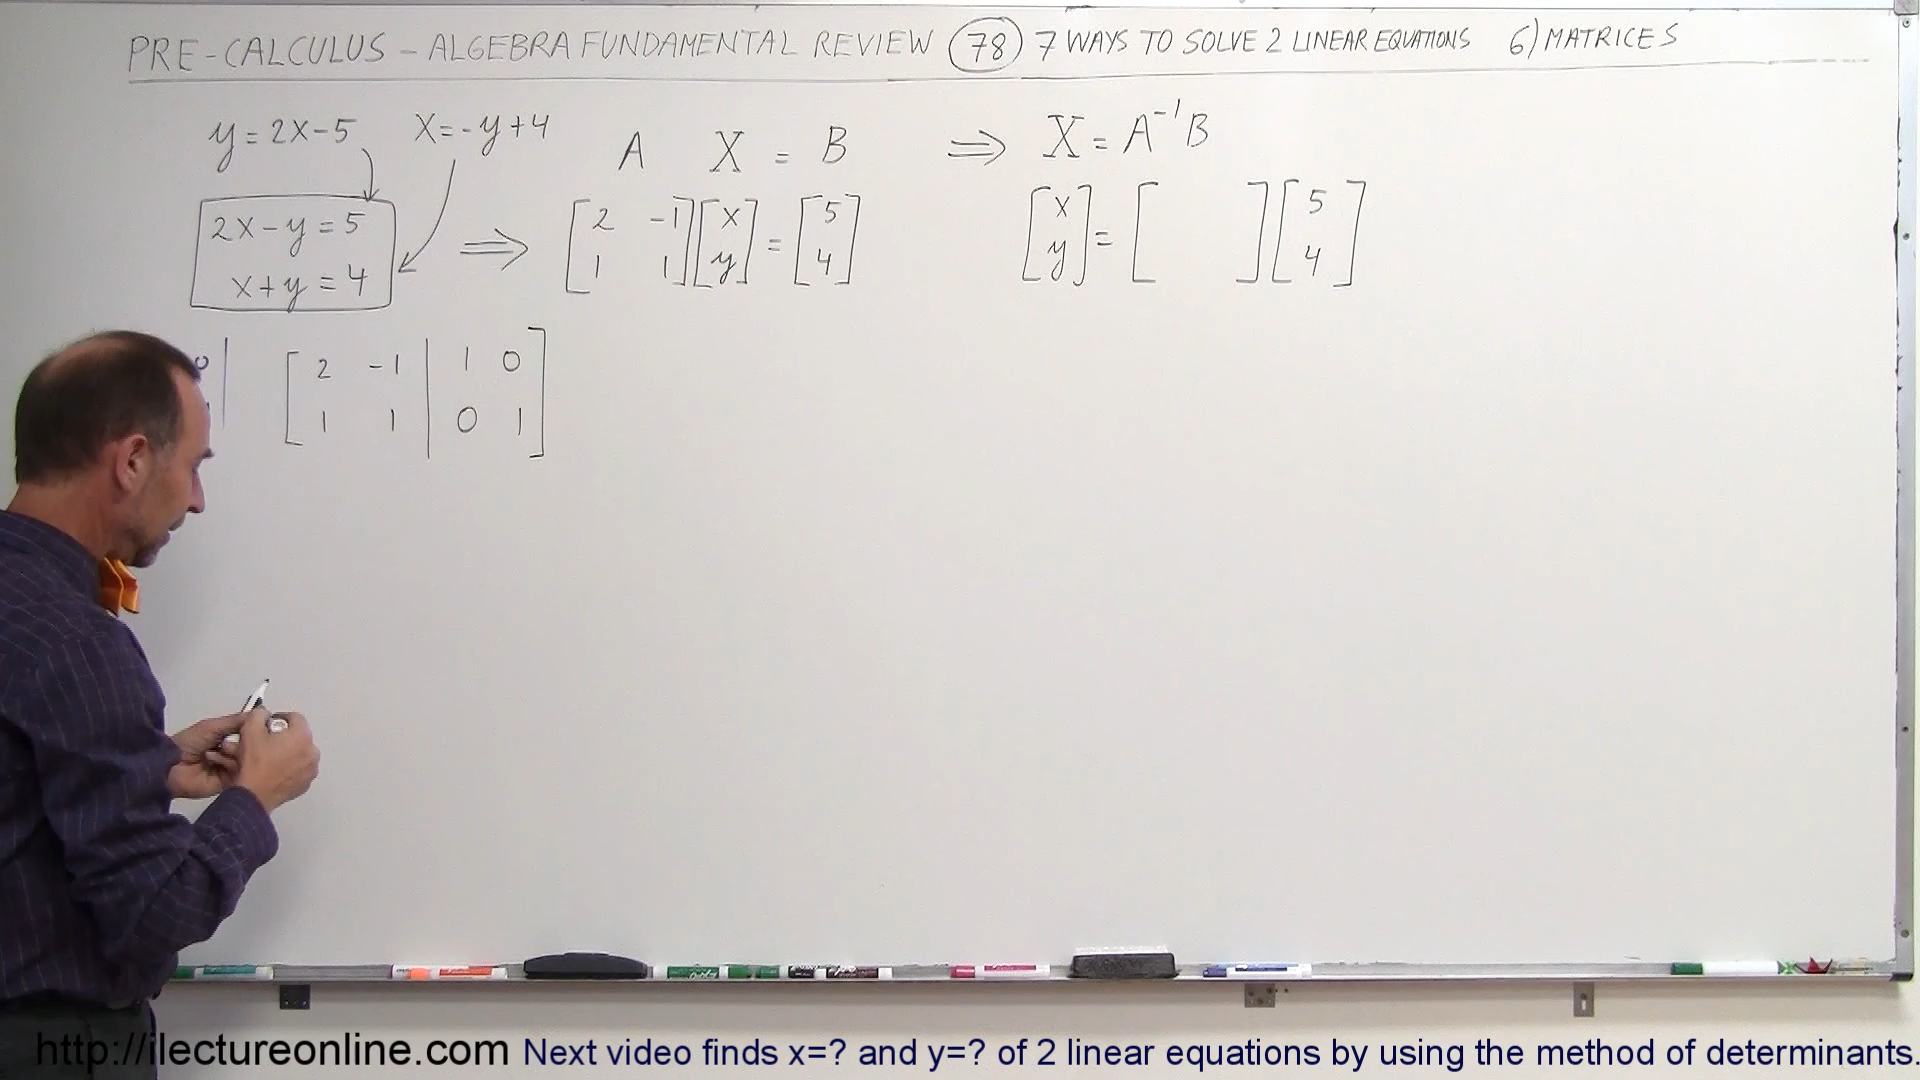 PRE-CALCULUS - ALGEBRA FUNDAMENTAL REVIEW 78 7 WAYS TO SOLVE 2 LINEAR EQUATIONS 6) MATRICES
y = 2x-5 x = -y+4 A X = B ⇒ X = A⁻¹B
2x - y = 5
x + y = 4
⇒ [2 -1] [x] = [5] [x] = [ ] [5]
[1 1] [y] [4] [y] [ ] [4]
0 | [2 -1 | 1 0]
[1 1 | 0 1]
http://ilectureonline.com Next video finds x=? and y=? of 2 linear equations by using the method of determinants.